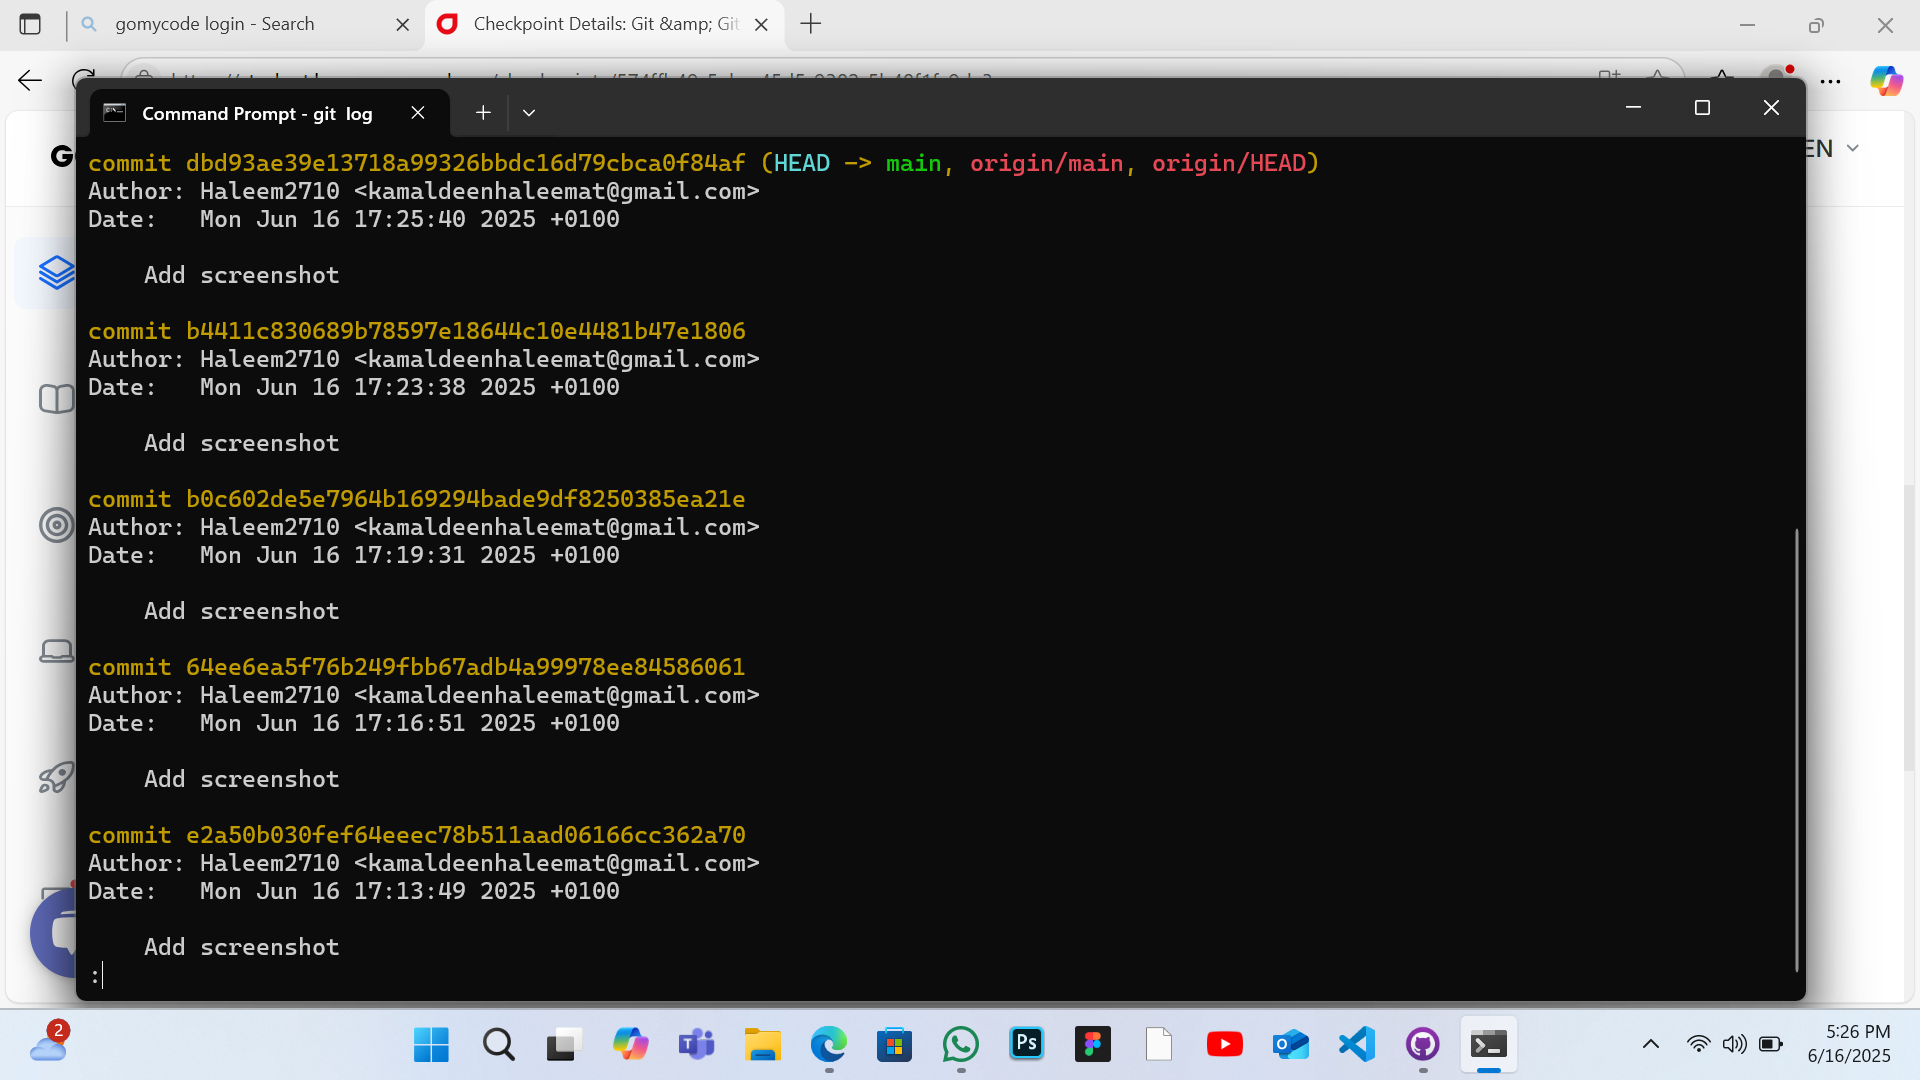 gomycode login - Search
Checkpoint Details: Git &amp; Git
Command Prompt - git log
EN
commit dbd93ae39e13718a99326bbdc16d79cbca0f84af (HEAD -> main, origin/main, origin/HEAD)
Author: Haleem2710 <kamaldeenhaleemat@gmail.com>
Date:   Mon Jun 16 17:25:40 2025 +0100
Add screenshot
commit b4411c830689b78597e18644c10e4481b47e1806
Author: Haleem2710 <kamaldeenhaleemat@gmail.com>
Date:   Mon Jun 16 17:23:38 2025 +0100
Add screenshot
commit b0c602de5e7964b169294bade9df8250385ea21e
Author: Haleem2710 <kamaldeenhaleemat@gmail.com>
Date:   Mon Jun 16 17:19:31 2025 +0100
Add screenshot
commit 64ee6ea5f76b249fbb67adb4a99978ee84586061
Author: Haleem2710 <kamaldeenhaleemat@gmail.com>
Date:   Mon Jun 16 17:16:51 2025 +0100
Add screenshot
commit e2a50b030fef64eeec78b511aad06166cc362a70
Author: Haleem2710 <kamaldeenhaleemat@gmail.com>
Date:   Mon Jun 16 17:13:49 2025 +0100
Add screenshot
:
2
Ps
5:26 PM
6/16/2025